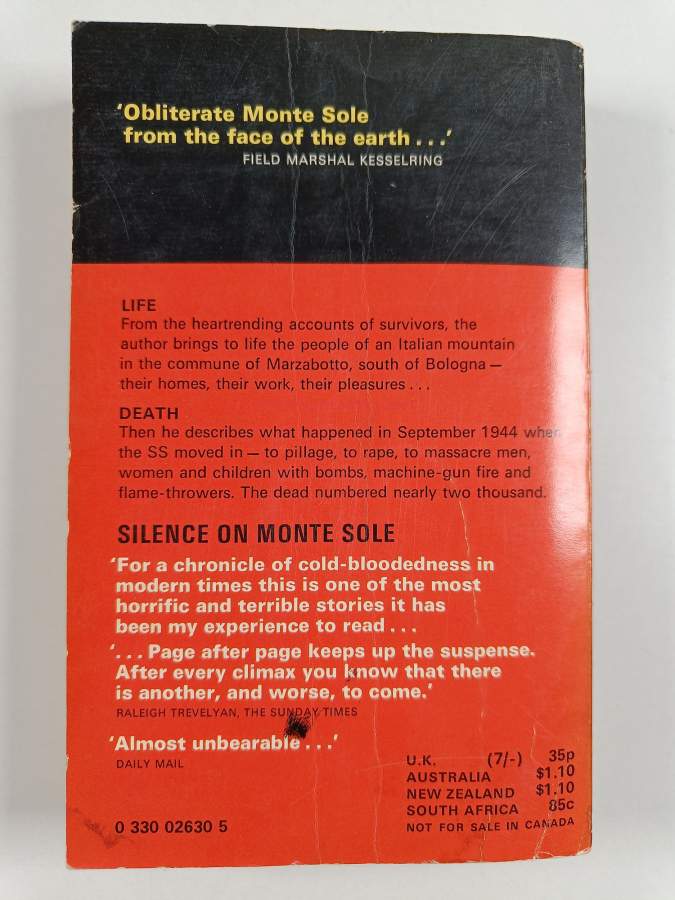 ‘Obliterate Monte Sole
from the face of the earth . . .’
FIELD MARSHAL KESSELRING
LIFE
From the heartrending accounts of survivors, the
author brings to life the people of an Italian mountain
in the commune of Marzabotto, south of Bologna —
their homes, their work, their pleasures . . .
DEATH
Then he describes what happened in September 1944 when
the SS moved in — to pillage, to rape, to massacre men,
women and children with bombs, machine-gun fire and
flame-throwers. The dead numbered nearly two thousand.
SILENCE ON MONTE SOLE
‘For a chronicle of cold-bloodedness in
modern times this is one of the most
horrific and terrible stories it has
been my experience to read . . .
‘. . . Page after page keeps up the suspense.
After every climax you know that there
is another, and worse, to come.’
RALEIGH TREVELYAN, THE SUNDAY TIMES
‘Almost unbearable . . .’
DAILY MAIL
U.K. (7/-) 35p
AUSTRALIA $1.10
NEW ZEALAND $1.10
SOUTH AFRICA 85c
NOT FOR SALE IN CANADA
0 330 02630 5